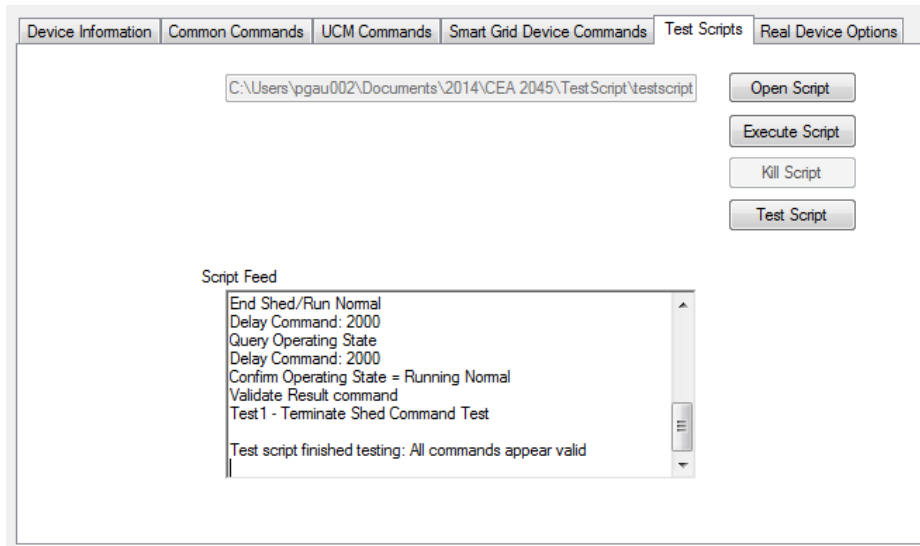 Device Information Common Commands UCM Commands Smart Grid Device Commands Test Scripts Real Device Options
C:\Users\pgau002\Documents\2014\CEA 2045\TestScript\testscript
Open Script
Execute Script
Kill Script
Test Script
Script Feed
End Shed/Run Normal
Delay Command: 2000
Query Operating State
Delay Command: 2000
Confirm Operating State = Running Normal
Validate Result command
Test1 - Terminate Shed Command Test
Test script finished testing: All commands appear valid